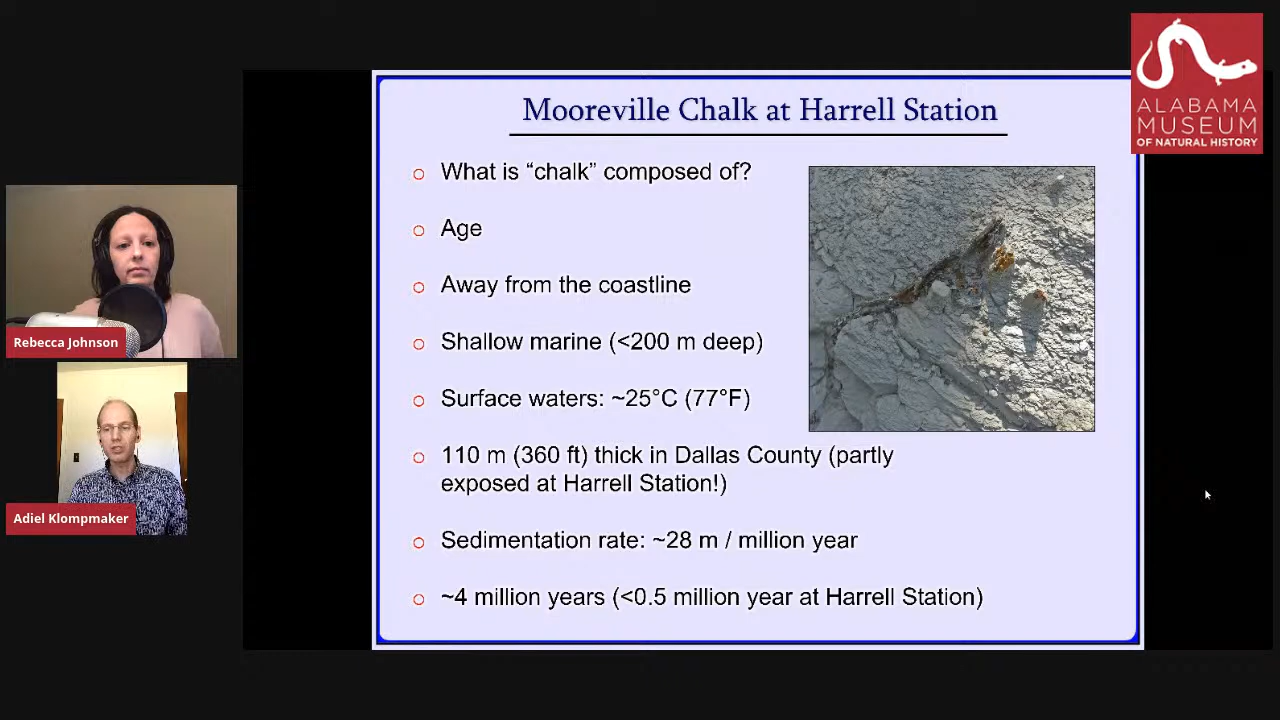 Mooreville Chalk at Harrell Station
What is “chalk” composed of?
Age
Away from the coastline
Shallow marine (<200 m deep)
Surface waters: ~25°C (77°F)
110 m (360 ft) thick in Dallas County (partly
exposed at Harrell Station!)
Sedimentation rate: ~28 m / million year
~4 million years (<0.5 million year at Harrell Station)
ALABAMA
MUSEUM
OF NATURAL HISTORY
Rebecca Johnson
Adiel Klompmaker